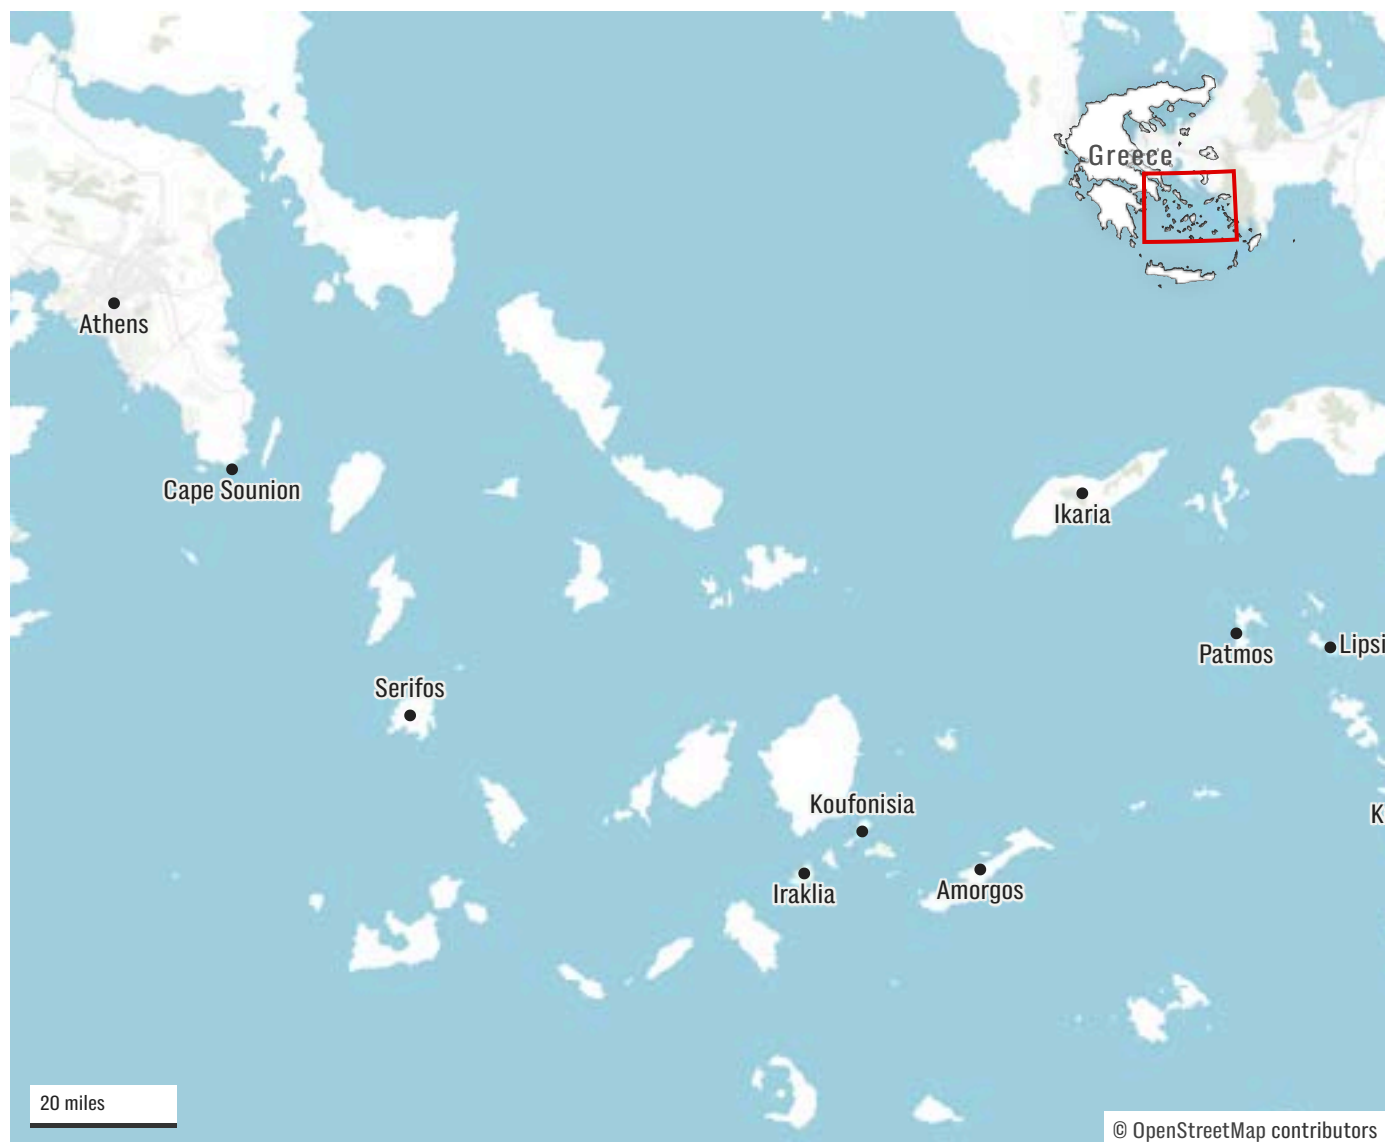 Greece
Athens
Cape Sounion
Ikaria
Patmos
Lipsi
Serifos
Koufonisia
K
Iraklia
Amorgos
20 miles
© OpenStreetMap contributors